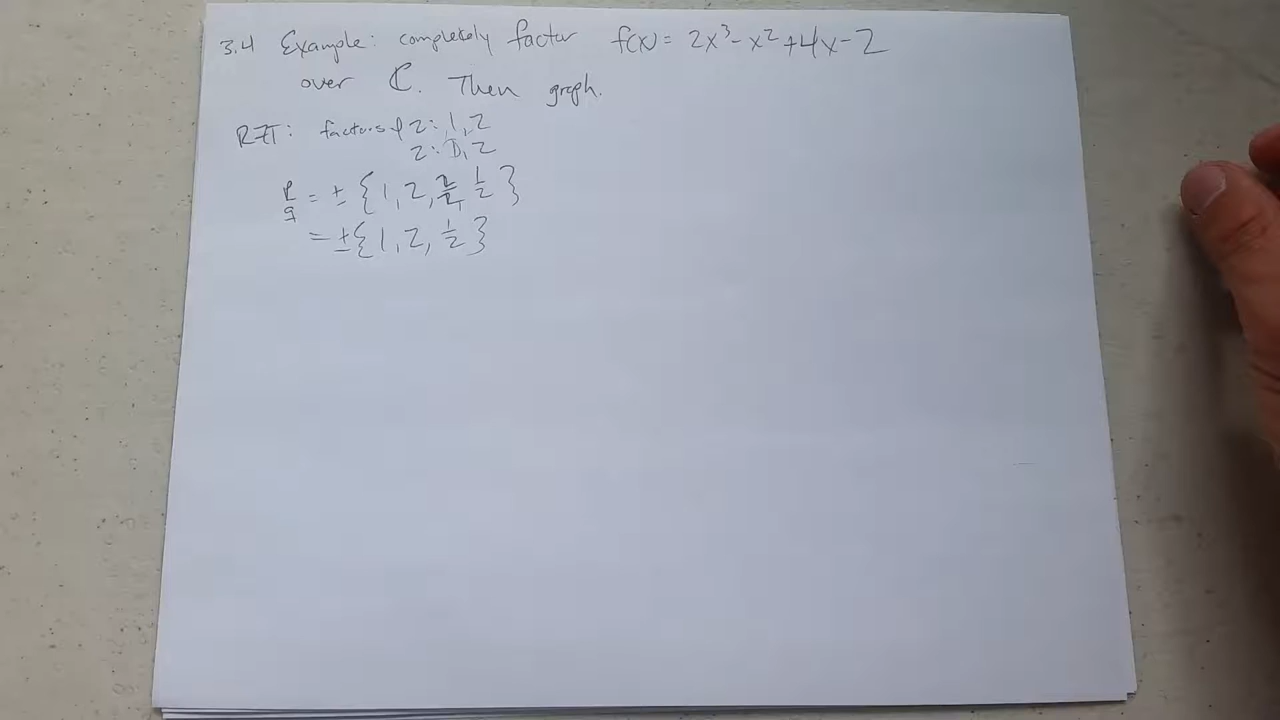 3.4 Example: completely factor f(x) = 2x³ - x² + 4x - 2
over ℂ. Then graph.
RZT: factors of 2: 1, 2
2: 1, 2
p/q = ± {1, 2, 2/2, 1/2}
= ± {1, 2, 1/2}